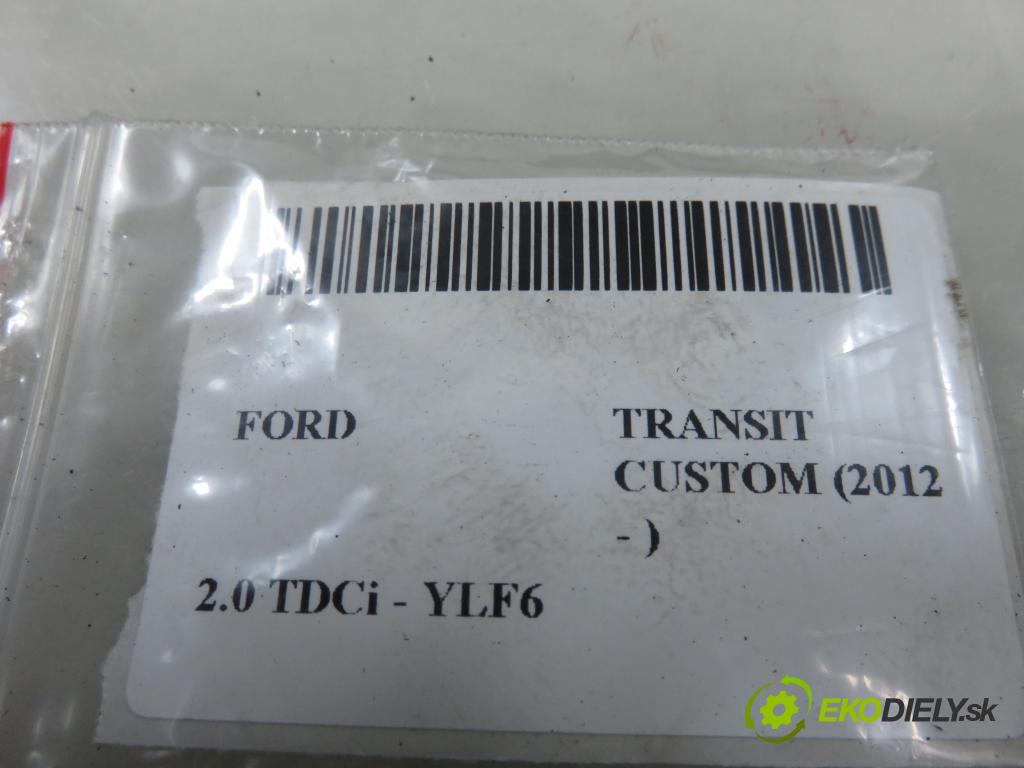 FORD
TRANSIT
CUSTOM (2012
- )
2.0 TDCi - YLF6
EKODIELY.sk